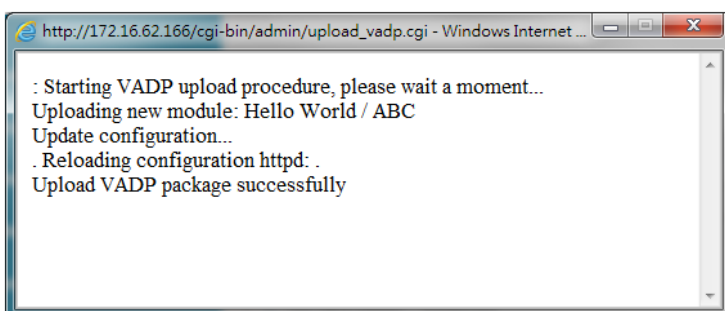 http://172.16.62.166/cgi-bin/admin/upload_vadp.cgi - Windows Internet ...
: Starting VADP upload procedure, please wait a moment...
Uploading new module: Hello World / ABC
Update configuration...
. Reloading configuration httpd: .
Upload VADP package successfully